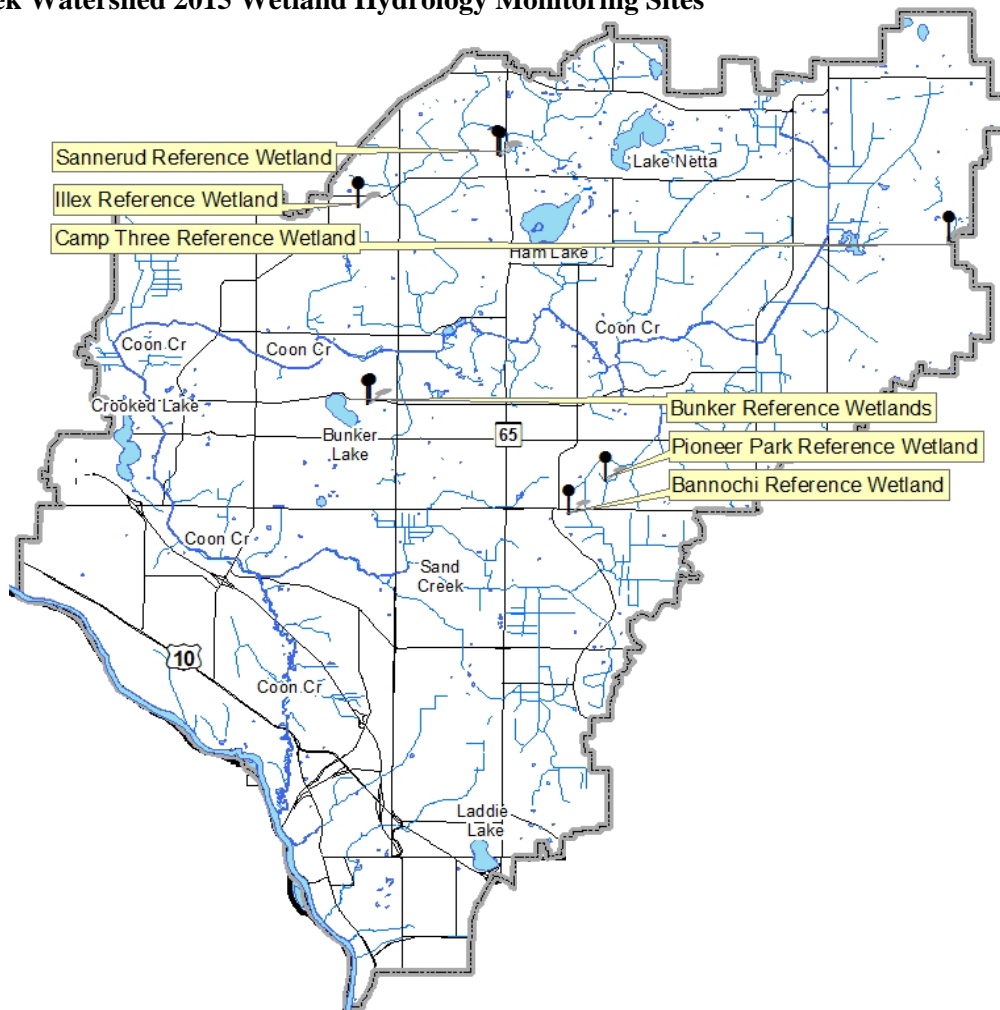 ek Watershed 2015 Wetland Hydrology Monitoring Sites
Sannerud Reference Wetland
Lake Netta
Illex Reference Wetland
Camp Three Reference Wetland
Ham Lake
Coon Cr
Coon Cr
Coon Cr
Crooked Lake
Bunker Reference Wetlands
Bunker
Lake
65
Pioneer Park Reference Wetland
Bannochi Reference Wetland
Coon Cr
Sand
Creek
10
Coon Cr
Laddie
Lake